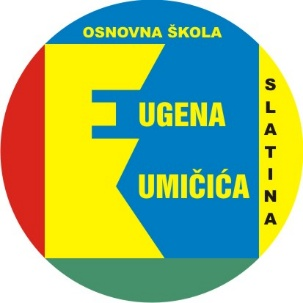 OSNOVNA ŠKOLA
EUGENA
KUMIČIĆA
SLATINA